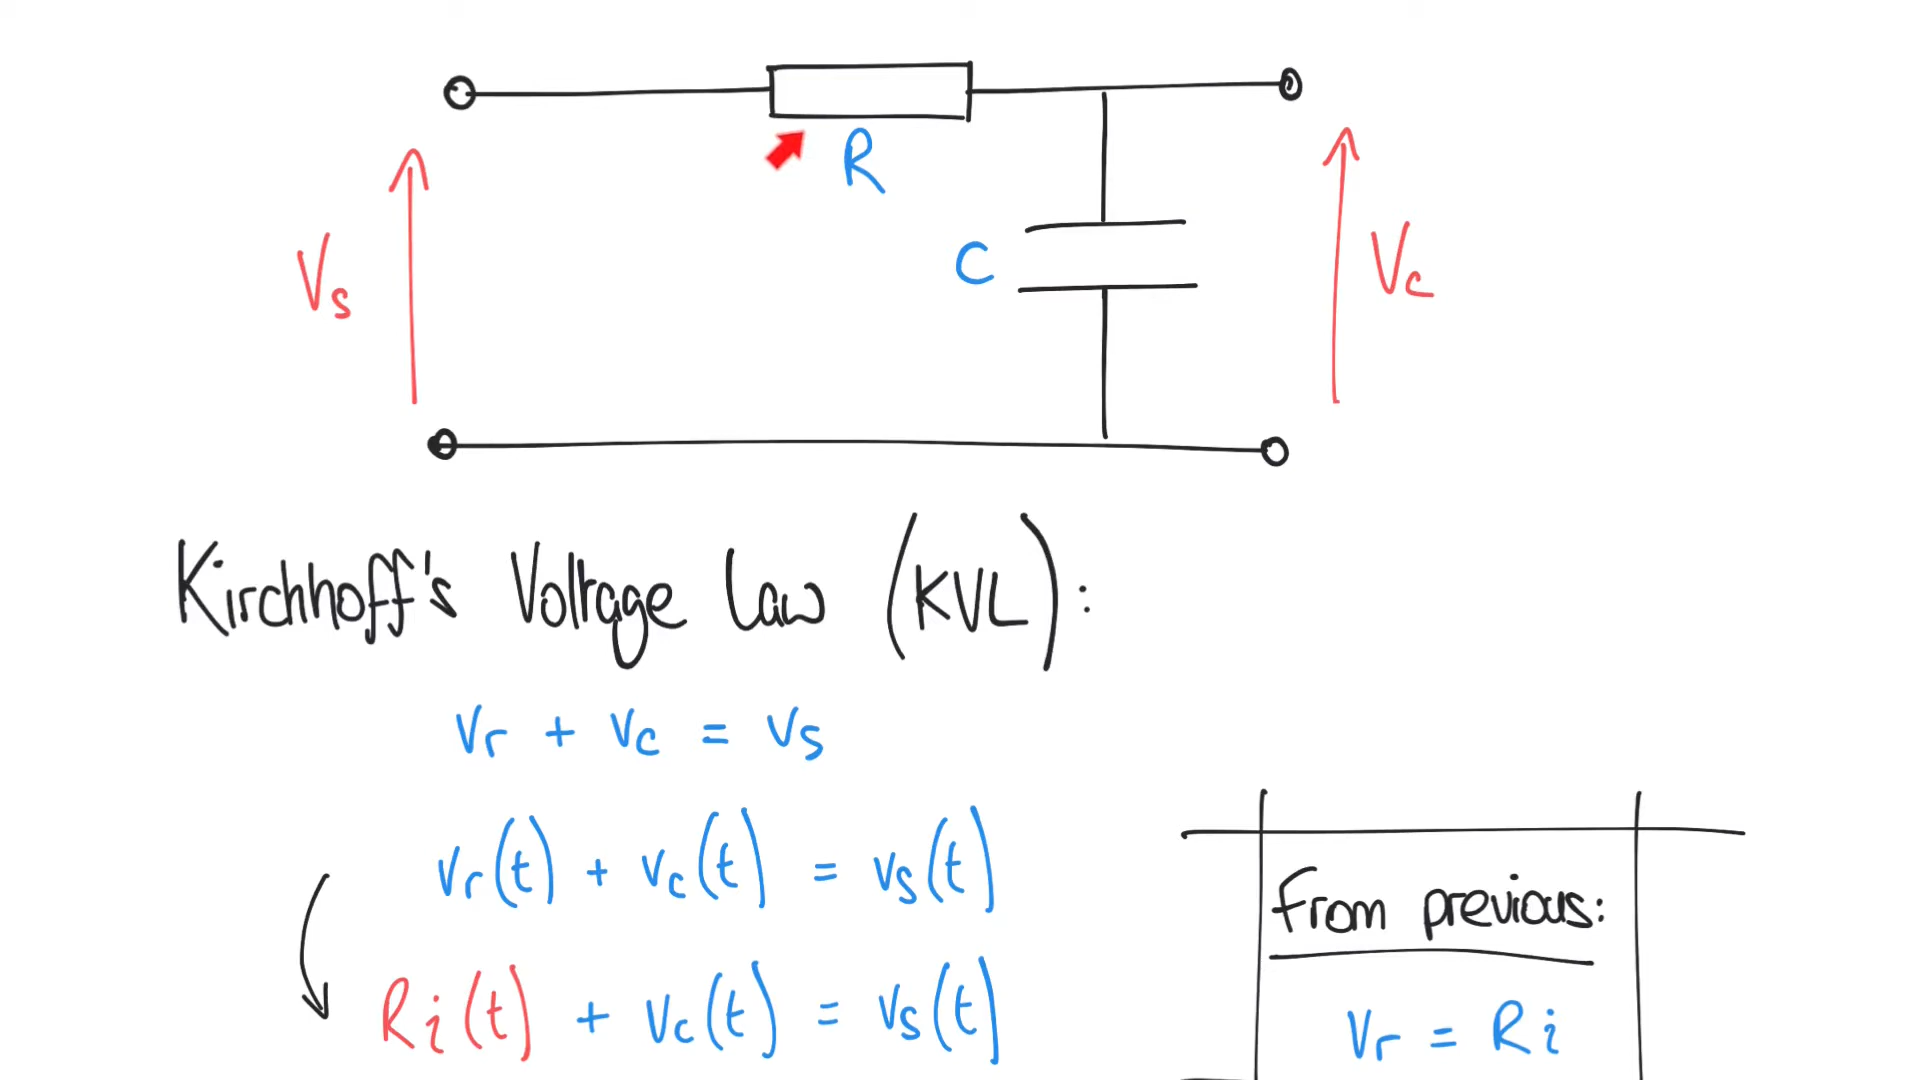 R
Vs
C
Vc
Kirchhoff's Voltage Law (KVL):
Vr + Vc = Vs
Vr(t) + Vc(t) = Vs(t)
Ri(t) + Vc(t) = Vs(t)
From previous:
Vr = Ri